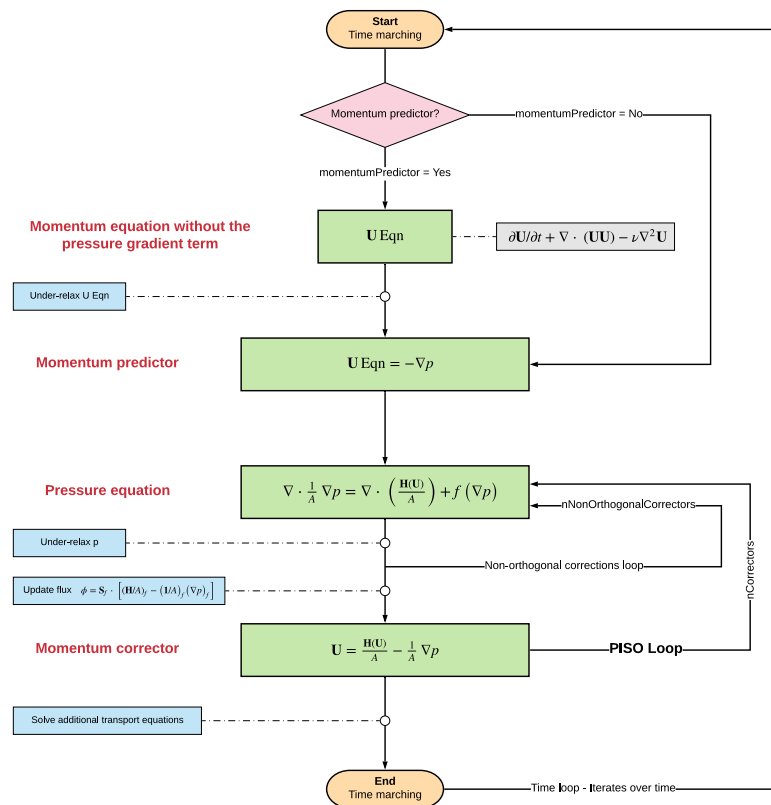 Start
Time marching
Momentum predictor?
momentumPredictor = No
momentumPredictor = Yes
Momentum equation without the
pressure gradient term
U Eqn
∂U/∂t + ∇ · (UU) − ν∇²U
Under-relax U Eqn
Momentum predictor
U Eqn = −∇p
Pressure equation
∇ · 1/A ∇p = ∇ · (H(U)/A) + f (∇p)
nNonOrthogonalCorrectors
Under-relax p
Non-orthogonal corrections loop
nCorrectors
Update flux ϕ = S_f · [(H/A)_f − (1/A)_f (∇p)_f]
Momentum corrector
U = H(U)/A − 1/A ∇p
PISO Loop
Solve additional transport equations
End
Time marching
Time loop - Iterates over time